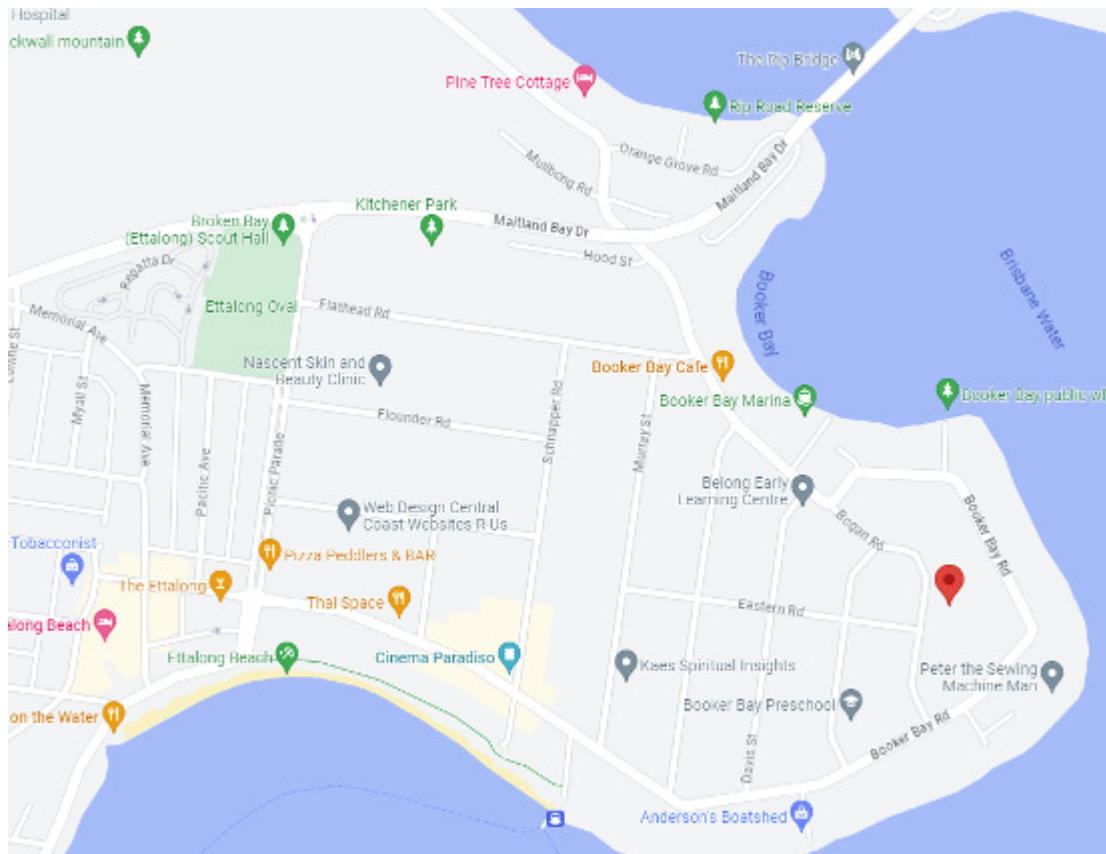 Hospital
ckwall mountain
Pine Tree Cottage
The Rip Bridge
Rip Road Reserve
Orange Grove Rd
Mullbong Rd
Maitland Bay Dr
Kitchener Park
Broken Bay
(Ettalong) Scout Hall
Maitland Bay Dr
Hood St
Regatta Dr
Brisbane Water
Booker Bay
Ettalong Oval
Flathead Rd
Memorial Ave
Nascent Skin and
Beauty Clinic
Booker Bay Cafe
Myall St
Memorial Ave
Booker Bay Marina
Booker Bay public wh
Flounder Rd
Schnapper Rd
Murray St
Pacific Ave
Picnic Parade
Belong Early
Learning Centre
Web Design Central
Coast Websites R Us
Bogan Rd
Booker Bay Rd
Tobacconist
Pizza Peddlers & BAR
The Ettalong
Thai Space
Eastern Rd
along Beach
Ettalong Beach
Cinema Paradiso
Kaes Spiritual Insights
Peter the Sewing
Machine Man
Booker Bay Preschool
on the Water
Davis St
Booker Bay Rd
Anderson's Boatshed